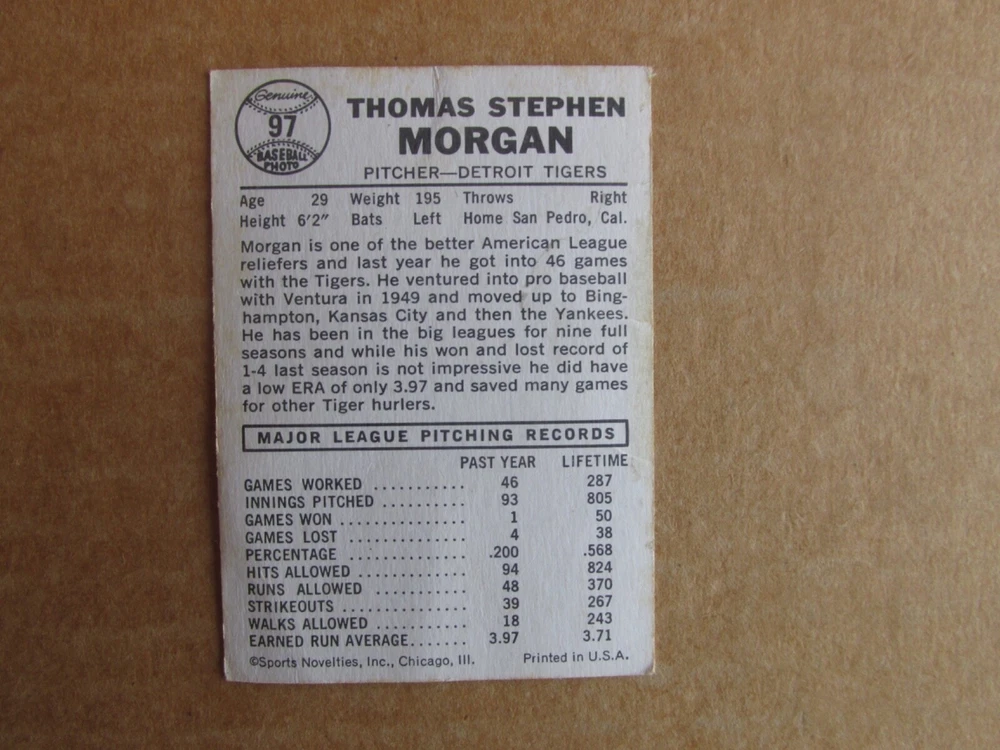 Genuine
97
BASEBALL
PHOTO
THOMAS STEPHEN
MORGAN
PITCHER—DETROIT TIGERS
Age 29 Weight 195 Throws Right
Height 6'2" Bats Left Home San Pedro, Cal.
Morgan is one of the better American League
reliefers and last year he got into 46 games
with the Tigers. He ventured into pro baseball
with Ventura in 1949 and moved up to Bing-
hampton, Kansas City and then the Yankees.
He has been in the big leagues for nine full
seasons and while his won and lost record of
1-4 last season is not impressive he did have
a low ERA of only 3.97 and saved many games
for other Tiger hurlers.
MAJOR LEAGUE PITCHING RECORDS
PAST YEAR LIFETIME
GAMES WORKED ........... 46 287
INNINGS PITCHED .......... 93 805
GAMES WON ............... 1 50
GAMES LOST .............. 4 38
PERCENTAGE .............. .200 .568
HITS ALLOWED ............. 94 824
RUNS ALLOWED ............ 48 370
STRIKEOUTS ............... 39 267
WALKS ALLOWED ............ 18 243
EARNED RUN AVERAGE....... 3.97 3.71
©Sports Novelties, Inc., Chicago, Ill. Printed in U.S.A.